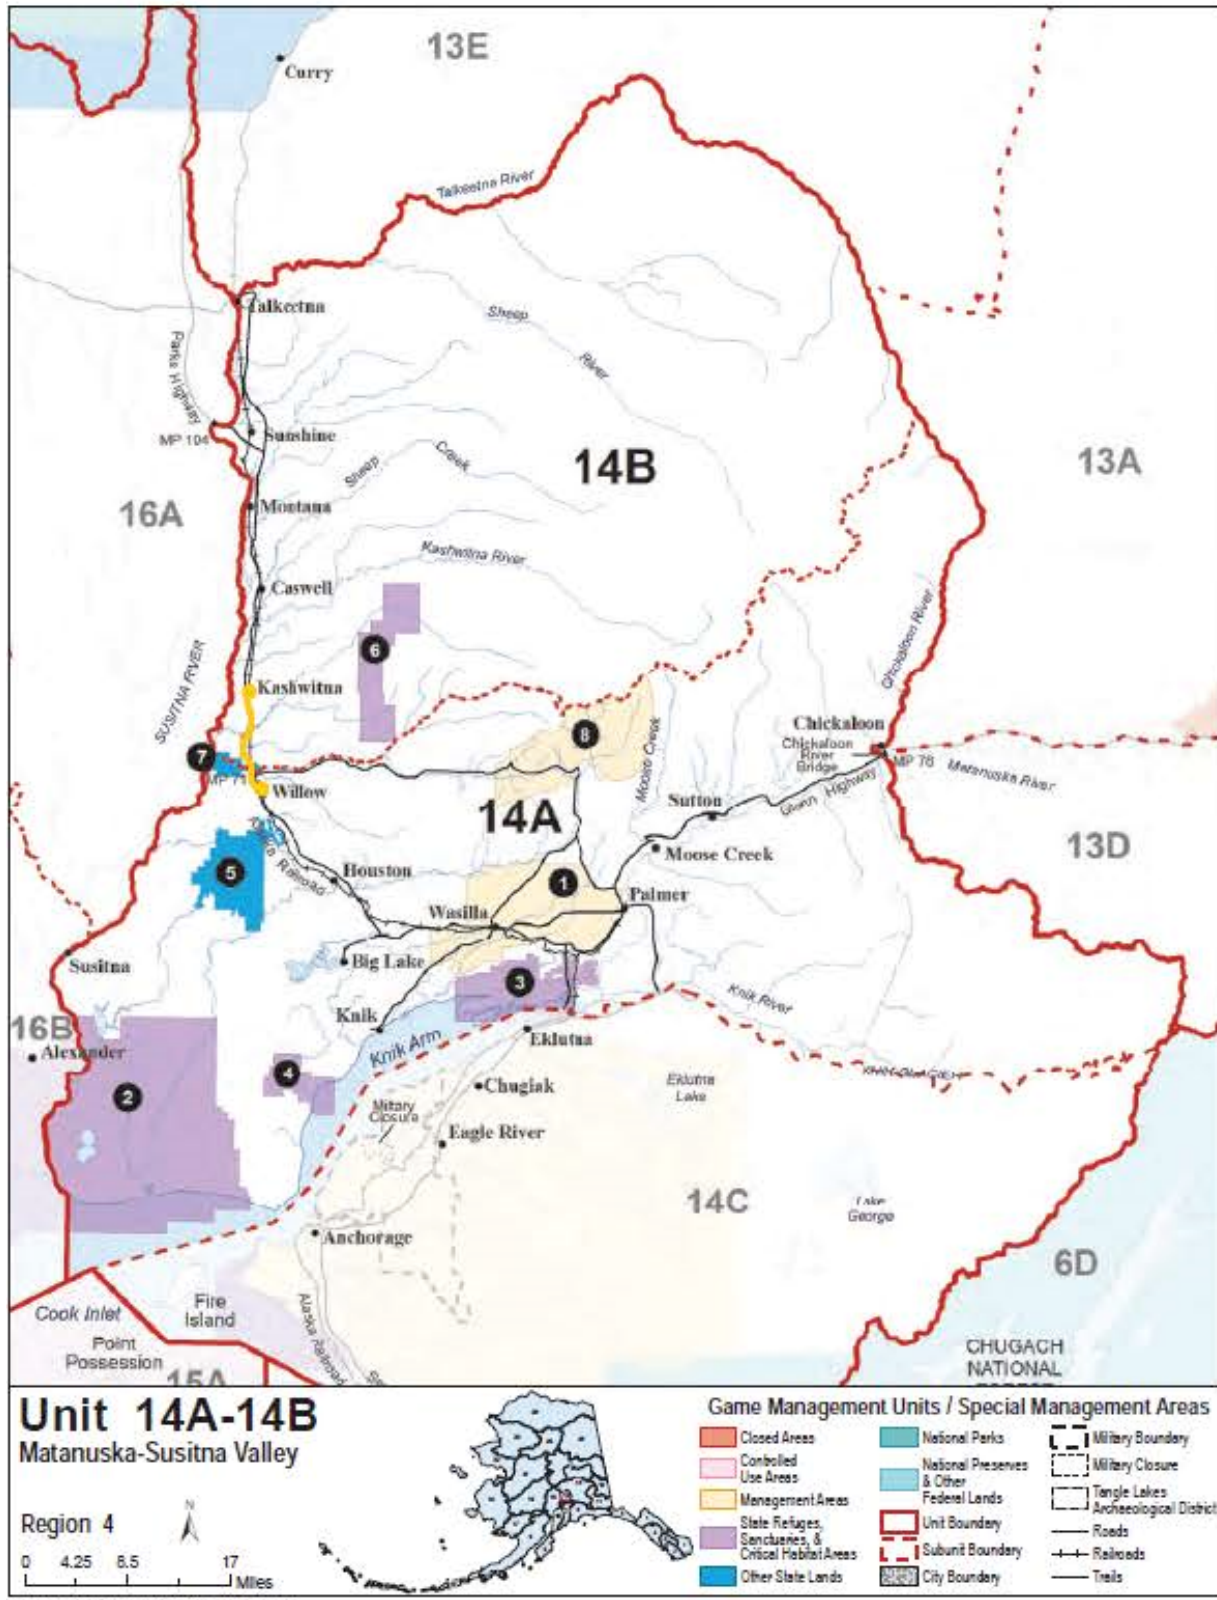 13E
Curry
Talkeetna River
Talkeetna
Sheep
River
Parks Highway
MP 104
Sunshine
Sheep
Creek
14B
13A
16A
Montana
Kashwitna River
Caswell
Chickaloon River
6
SUSITNA RIVER
Kashwitna
8
Moose Creek
Chickaloon
Chickaloon
River
Bridge
MP 76
Matanuska River
7
Willow
Sutton
Glenn Highway
14A
Moose Creek
13D
5
Alaska Railroad
Houston
1
Palmer
Wasilla
Susitna
Big Lake
3
Knik River
Knik
16B
Knik Arm
Eklutna
Alexander
4
Eklutna
Lake
2
Chugiak
Military
Closure
Eagle River
14C
Lake
George
Anchorage
6D
Cook Inlet
Fire
Island
Alaska Railroad
Point
Possession
15A
CHUGACH
NATIONAL
Unit 14A-14B
Matanuska-Susitna Valley
Region 4
N
0 4.25 8.5 17
Miles
Game Management Units / Special Management Areas
Closed Areas
Controlled
Use Areas
Management Areas
State Refuges,
Sanctuaries, &
Critical Habitat Areas
Other State Lands
National Parks
National Preserves
& Other
Federal Lands
Unit Boundary
Subunit Boundary
City Boundary
Military Boundary
Military Closure
Tangle Lakes
Archaeological District
Roads
Railroads
Trails